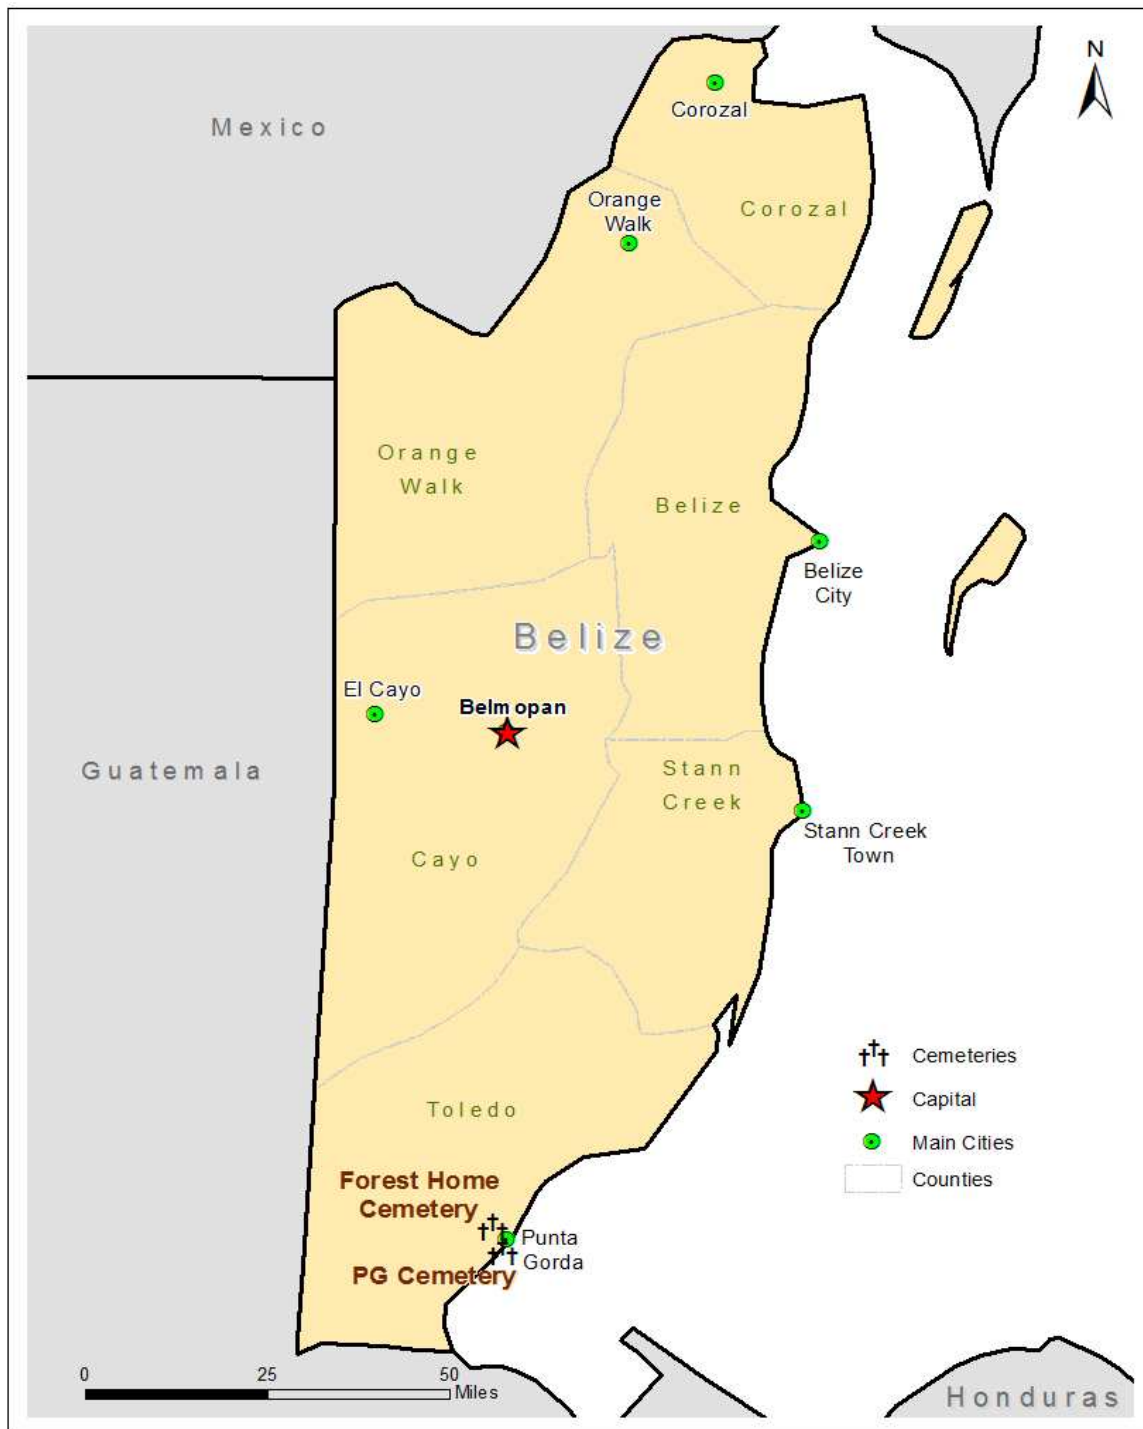 N
Mexico
Corozal
Orange
Walk
Corozal
Orange
Walk
Belize
Belize
City
Belize
El Cayo
Belmopan
Guatemala
Stann
Creek
Stann Creek
Town
Cayo
Cemeteries
Capital
Toledo
Main Cities
Counties
Forest Home
Cemetery
Punta
Gorda
PG Cemetery
0 25 50
Miles
Honduras